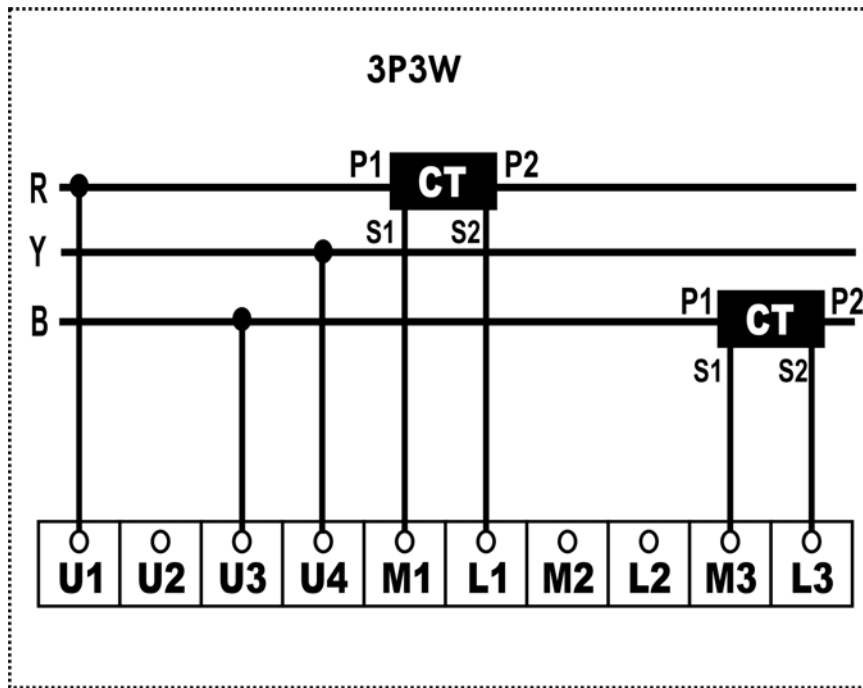 3P3W
P1 CT P2
R
S1 S2
Y
P1 CT P2
B
S1 S2
U1 U2 U3 U4 M1 L1 M2 L2 M3 L3